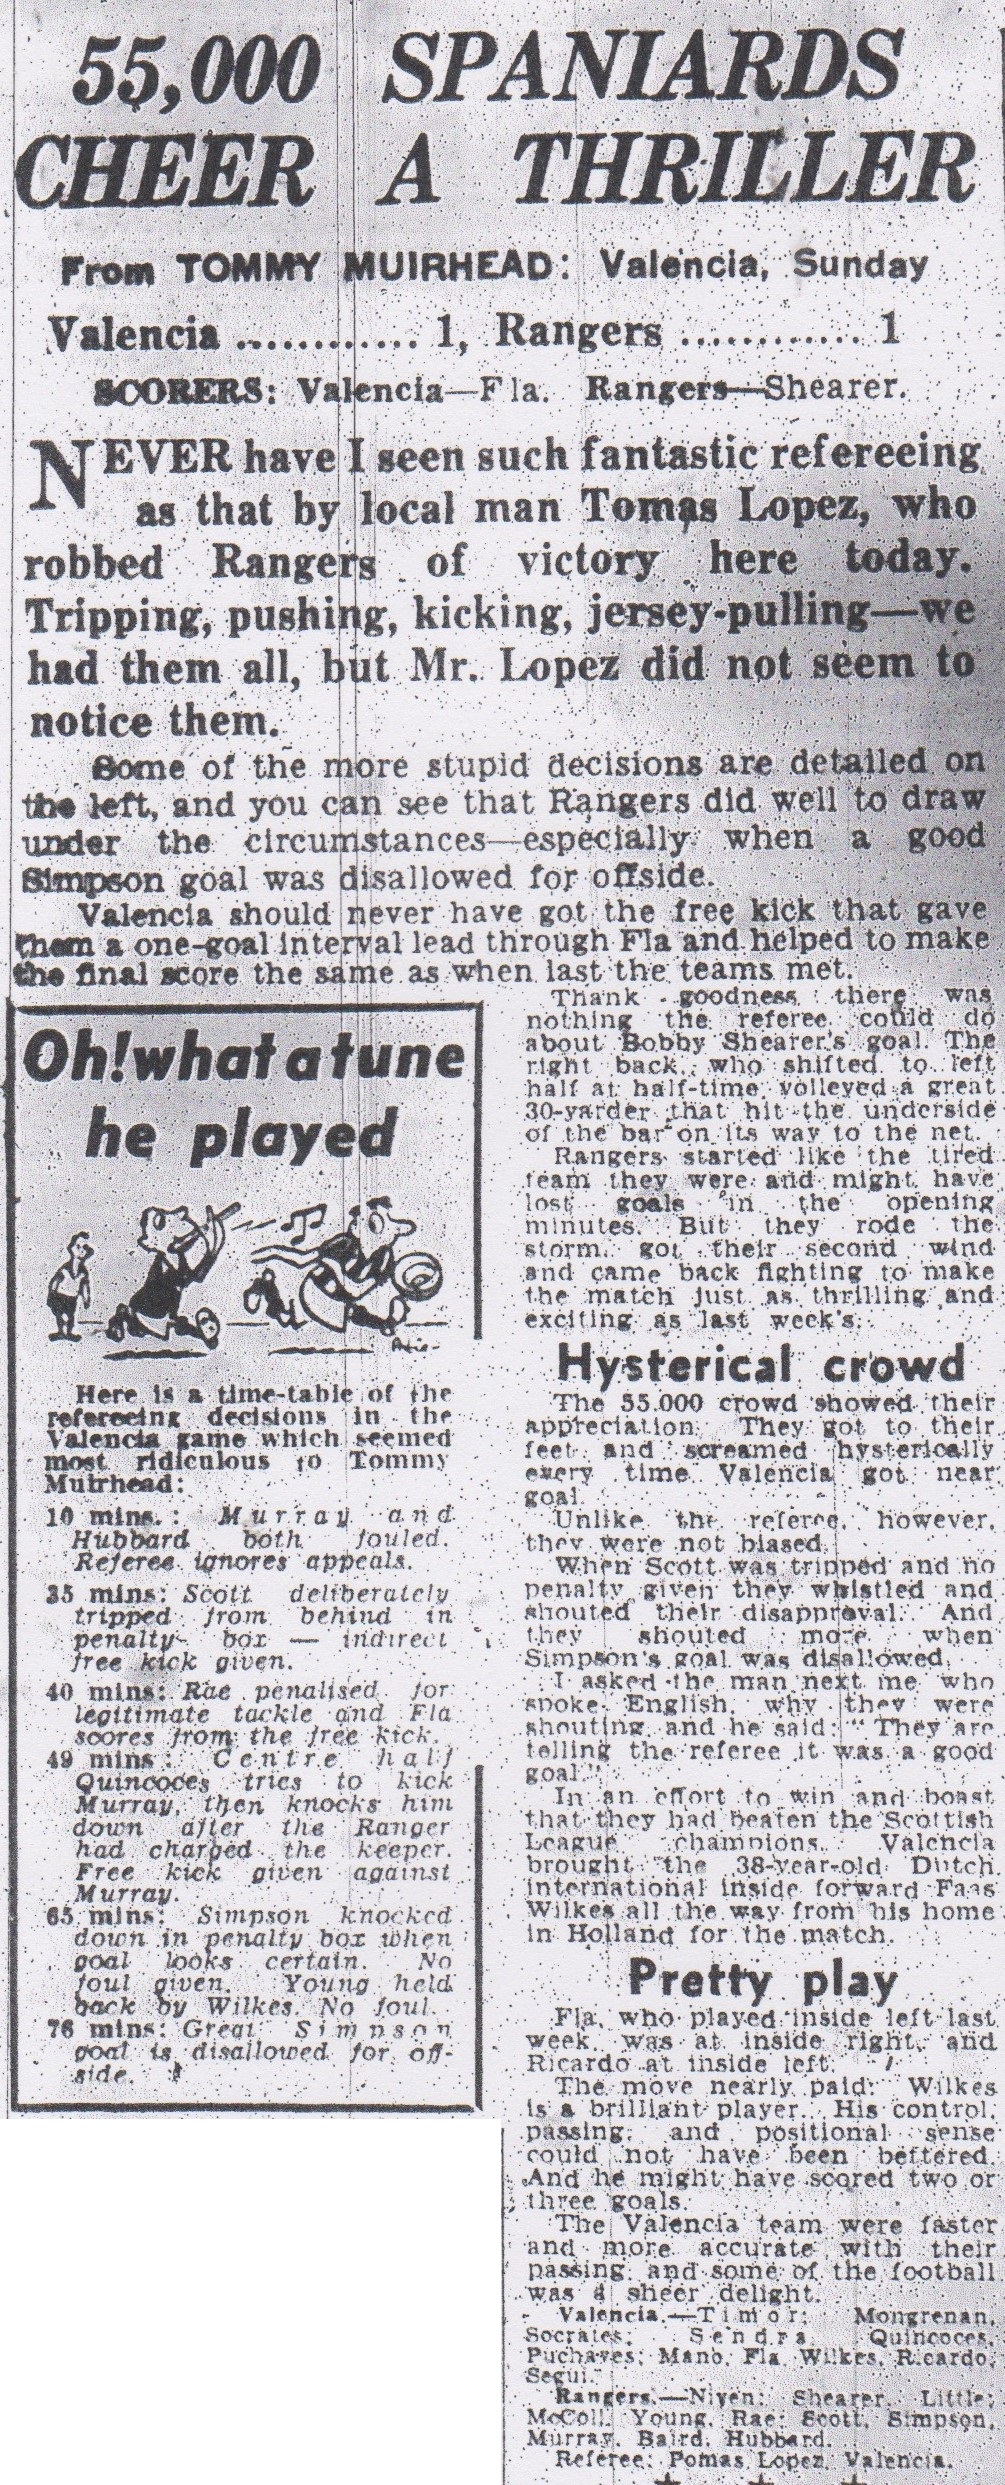 55,000 SPANIARDS
CHEER A THRILLER
From TOMMY MUIRHEAD: Valencia, Sunday
Valencia ............ 1, Rangers ............ 1
SCORERS: Valencia—Fla. Rangers—Shearer.
NEVER have I seen such fantastic refereeing
as that by local man Tomas Lopez, who
robbed Rangers of victory here today.
Tripping, pushing, kicking, jersey-pulling—we
had them all, but Mr. Lopez did not seem to
notice them.
Some of the more stupid decisions are detailed on
the left, and you can see that Rangers did well to draw
under the circumstances—especially when a good
Simpson goal was disallowed for offside.
Valencia should never have got the free kick that gave
them a one-goal interval lead through Fla and helped to make
the final score the same as when last the teams met.
Oh! what a tune
he played
Here is a time-table of the
refereeing decisions in the
Valencia game which seemed
most ridiculous to Tommy
Muirhead:
10 mins.: Murray and
Hubbard both fouled.
Referee ignores appeals.
35 mins: Scott deliberately
tripped from behind in
penalty- box — indirect
free kick given.
40 mins: Rae penalised for
legitimate tackle and Fla
scores from the free kick.
49 mins: Centre half
Quincoces tries to kick
Murray, then knocks him
down after the Ranger
had charged the keeper.
Free kick given against
Murray.
65 mins: Simpson knocked
down in penalty box when
goal looks certain. No
foul given. Young held
back by Wilkes. No foul.
76 mins: Great Simpson
goal is disallowed for off-
side.
Thank goodness there was
nothing the referee could do
about Bobby Shearer's goal. The
right back, who shifted to left
half at half-time, volleyed a great
30-yarder that hit the underside
of the bar on its way to the net.
Rangers started like the tired
team they were and might have
lost goals in the opening
minutes. But they rode the
storm, got their second wind
and came back fighting to make
the match just as thrilling and
exciting as last week's.
Hysterical crowd
The 55,000 crowd showed their
appreciation. They got to their
feet and screamed hysterically
every time Valencia got near
goal.
Unlike the referee, however,
they were not biased.
When Scott was tripped and no
penalty given they whistled and
shouted their disapproval. And
they shouted more when
Simpson's goal was disallowed.
I asked the man next me who
spoke English, why they were
shouting, and he said: "They are
telling the referee it was a good
goal."
In an effort to win and boast
that they had beaten the Scottish
League champions, Valencia
brought the 38-year-old Dutch
international inside forward Faas
Wilkes all the way from his home
in Holland for the match.
Pretty play
Fla, who played inside left last
week, was at inside right, and
Ricardo at inside left.
The move nearly paid: Wilkes
is a brilliant player. His control,
passing, and positional sense
could not have been bettered.
And he might have scored two or
three goals.
The Valencia team were faster
and more accurate with their
passing, and some of the football
was a sheer delight.
Valencia.—Timor; Mongrenan,
Socrates; Sendra, Quincoces,
Puchaves; Mano, Fla, Wilkes, Ricardo,
Segui.
Rangers.—Niven; Shearer, Little;
McColl, Young, Rae; Scott, Simpson,
Murray, Baird, Hubbard.
Referee: Pomas Lopez, Valencia.